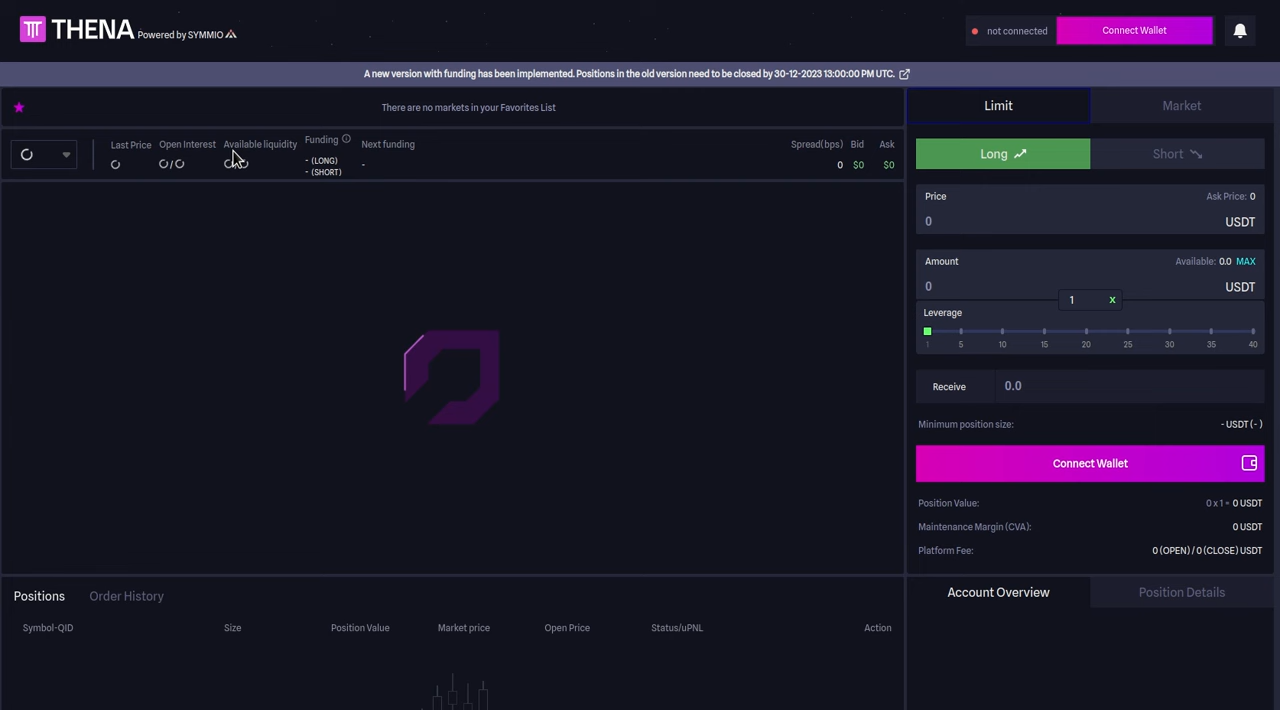 THENA Powered by SYMMIO
not connected
Connect Wallet
A new version with funding has been implemented. Positions in the old version need to be closed by 30-12-2023 13:00:00 PM UTC.
There are no markets in your Favorites List
Limit
Market
Last Price
Open Interest
/
Available liquidity
Funding
- (LONG)
- (SHORT)
Next funding
-
Spread(bps)
0
Bid
$0
Ask
$0
Long
Short
Price
Ask Price: 0
0
USDT
Amount
Available: 0.0 MAX
0
USDT
1 x
Leverage
1 5 10 15 20 25 30 35 40
Receive
0.0
Minimum position size:
- USDT (- )
Connect Wallet
Position Value:
0 x 1 = 0 USDT
Maintenance Margin (CVA):
0 USDT
Platform Fee:
0 (OPEN) / 0 (CLOSE) USDT
Positions
Order History
Account Overview
Position Details
Symbol-QID
Size
Position Value
Market price
Open Price
Status/uPNL
Action